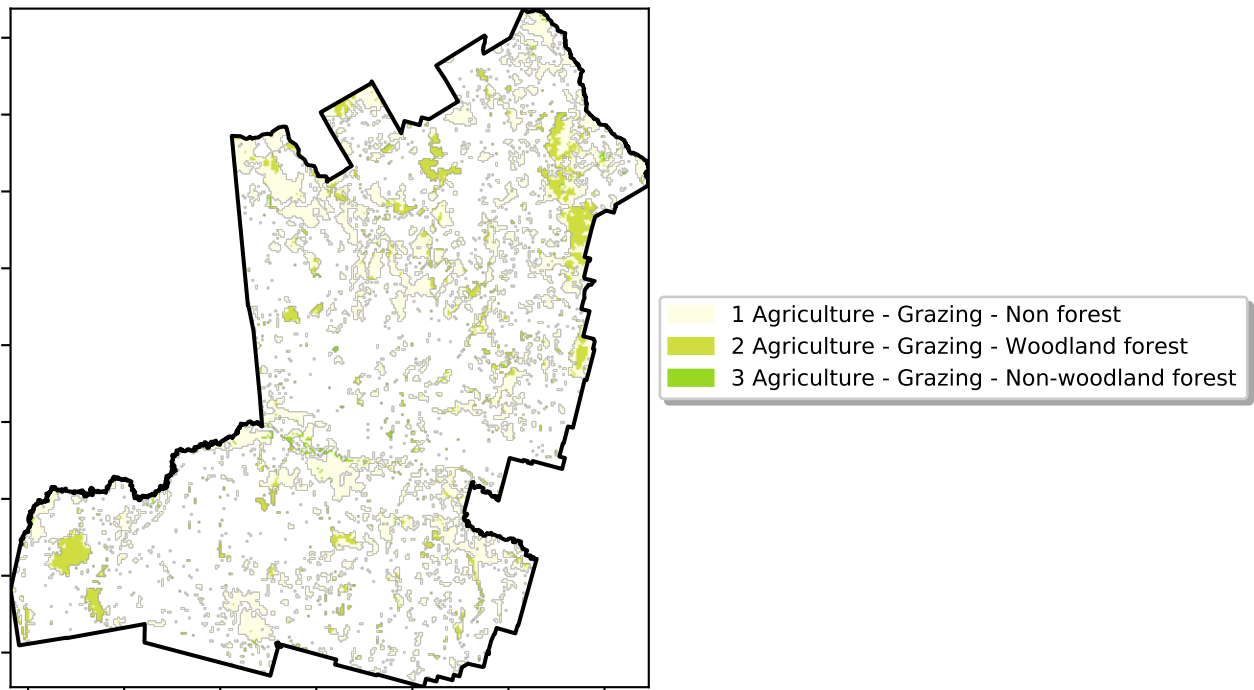 1 Agriculture - Grazing - Non forest
2 Agriculture - Grazing - Woodland forest
3 Agriculture - Grazing - Non-woodland forest